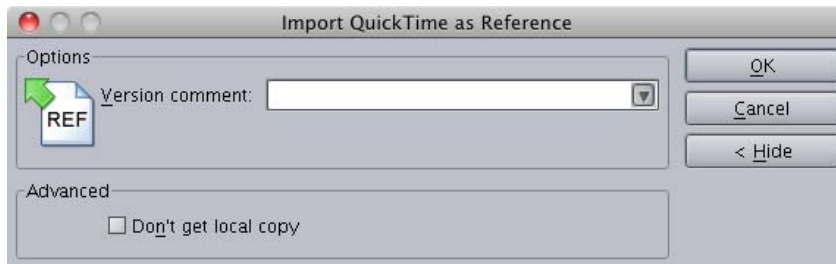 Import QuickTime as Reference
Options
REF
Version comment:
OK
Cancel
< Hide
Advanced
Don't get local copy